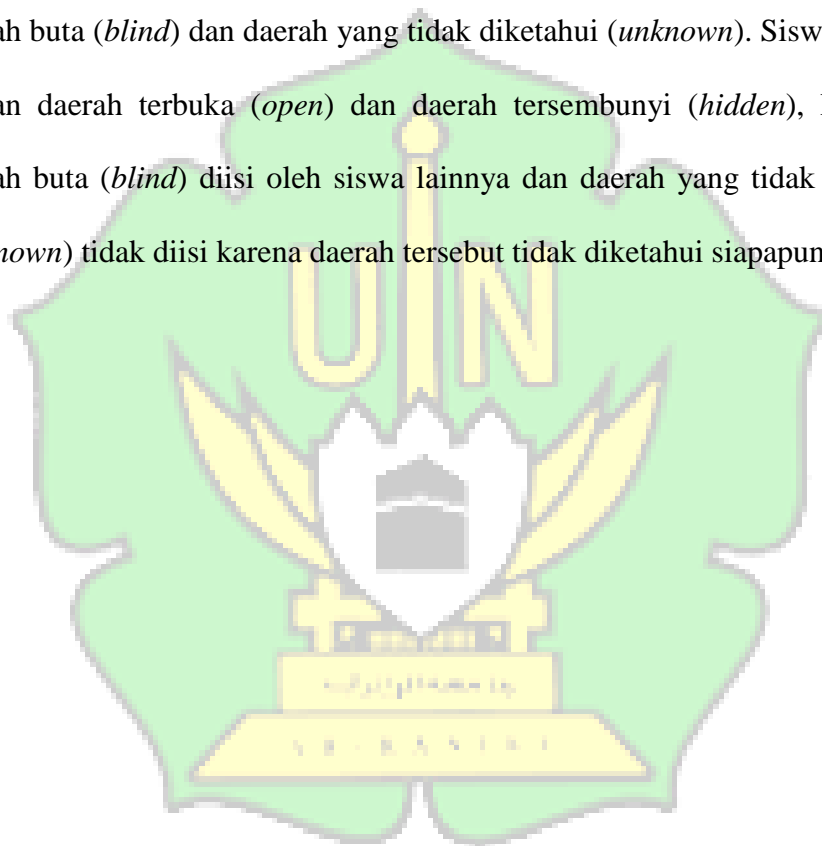 ah buta (blind) dan daerah yang tidak diketahui (unknown). Sisw
an daerah terbuka (open) dan daerah tersembunyi (hidden),
ah buta (blind) diisi oleh siswa lainnya dan daerah yang tidak
nown) tidak diisi karena daerah tersebut tidak diketahui siapapun
UIN